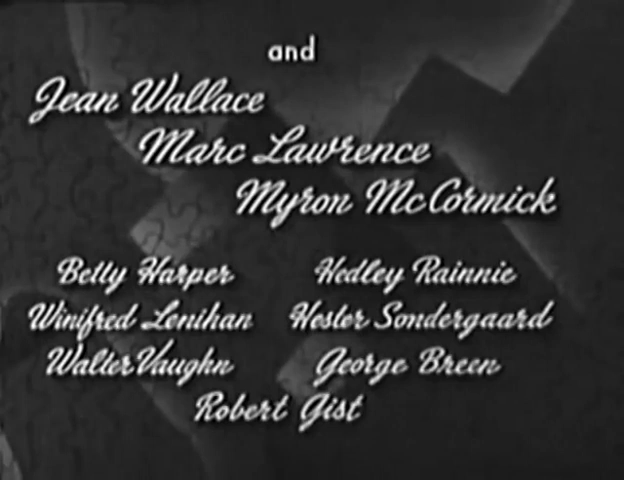 and
Jean Wallace
Marc Lawrence
Myron McCormick
Betty Harper Hedley Rainnie
Winifred Lenihan Hester Sondergaard
Walter Vaughn George Breen
Robert Gist